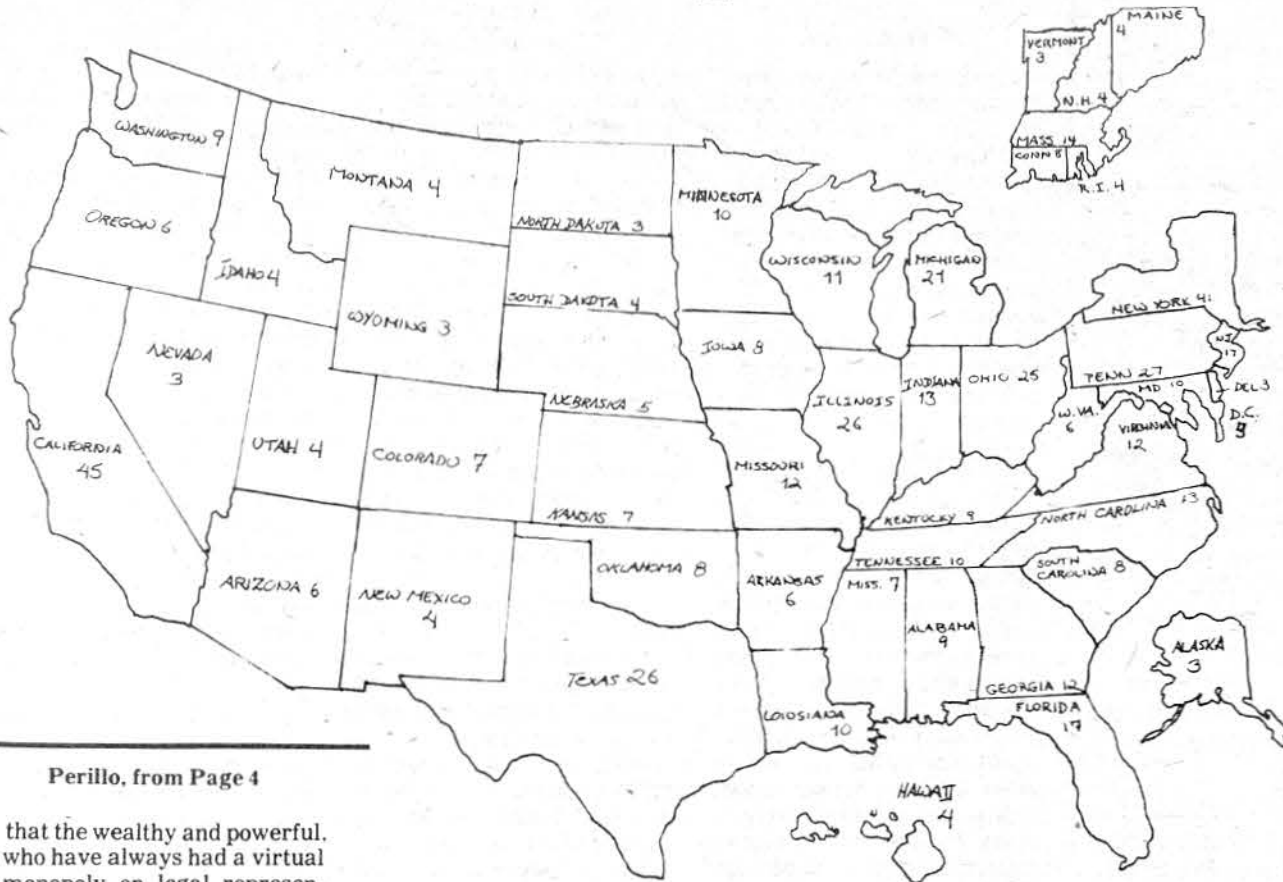 MAINE
4
VERMONT
3
N.H. 4
MASS 14
CONN 8
R.I. 4
WASHINGTON 9
MONTANA 4
NORTH DAKOTA 3
MINNESOTA
10
OREGON 6
IDAHO 4
WISCONSIN
11
MICHIGAN
21
SOUTH DAKOTA 4
WYOMING 3
NEW YORK 41
NEVADA
3
IOWA 8
N.J.
17
PENN 27
INDIANA
13
OHIO 25
MD 10
DEL 3
NEBRASKA 5
ILLINOIS
26
W.VA.
6
D.C.
3
VIRGINIA
12
CALIFORNIA
45
UTAH 4
COLORADO 7
MISSOURI
12
KANSAS 7
KENTUCKY 9
NORTH CAROLINA 13
TENNESSEE 10
ARIZONA 6
NEW MEXICO
4
OKLAHOMA 8
ARKANSAS
6
MISS. 7
SOUTH
CAROLINA 8
ALABAMA
9
ALASKA
3
TEXAS 26
GEORGIA 12
FLORIDA
17
LOIOSIANA
10
HAWAII
4
Perillo, from Page 4
that the wealthy and powerful.
who have always had a virtual
monopoly on legal represen-